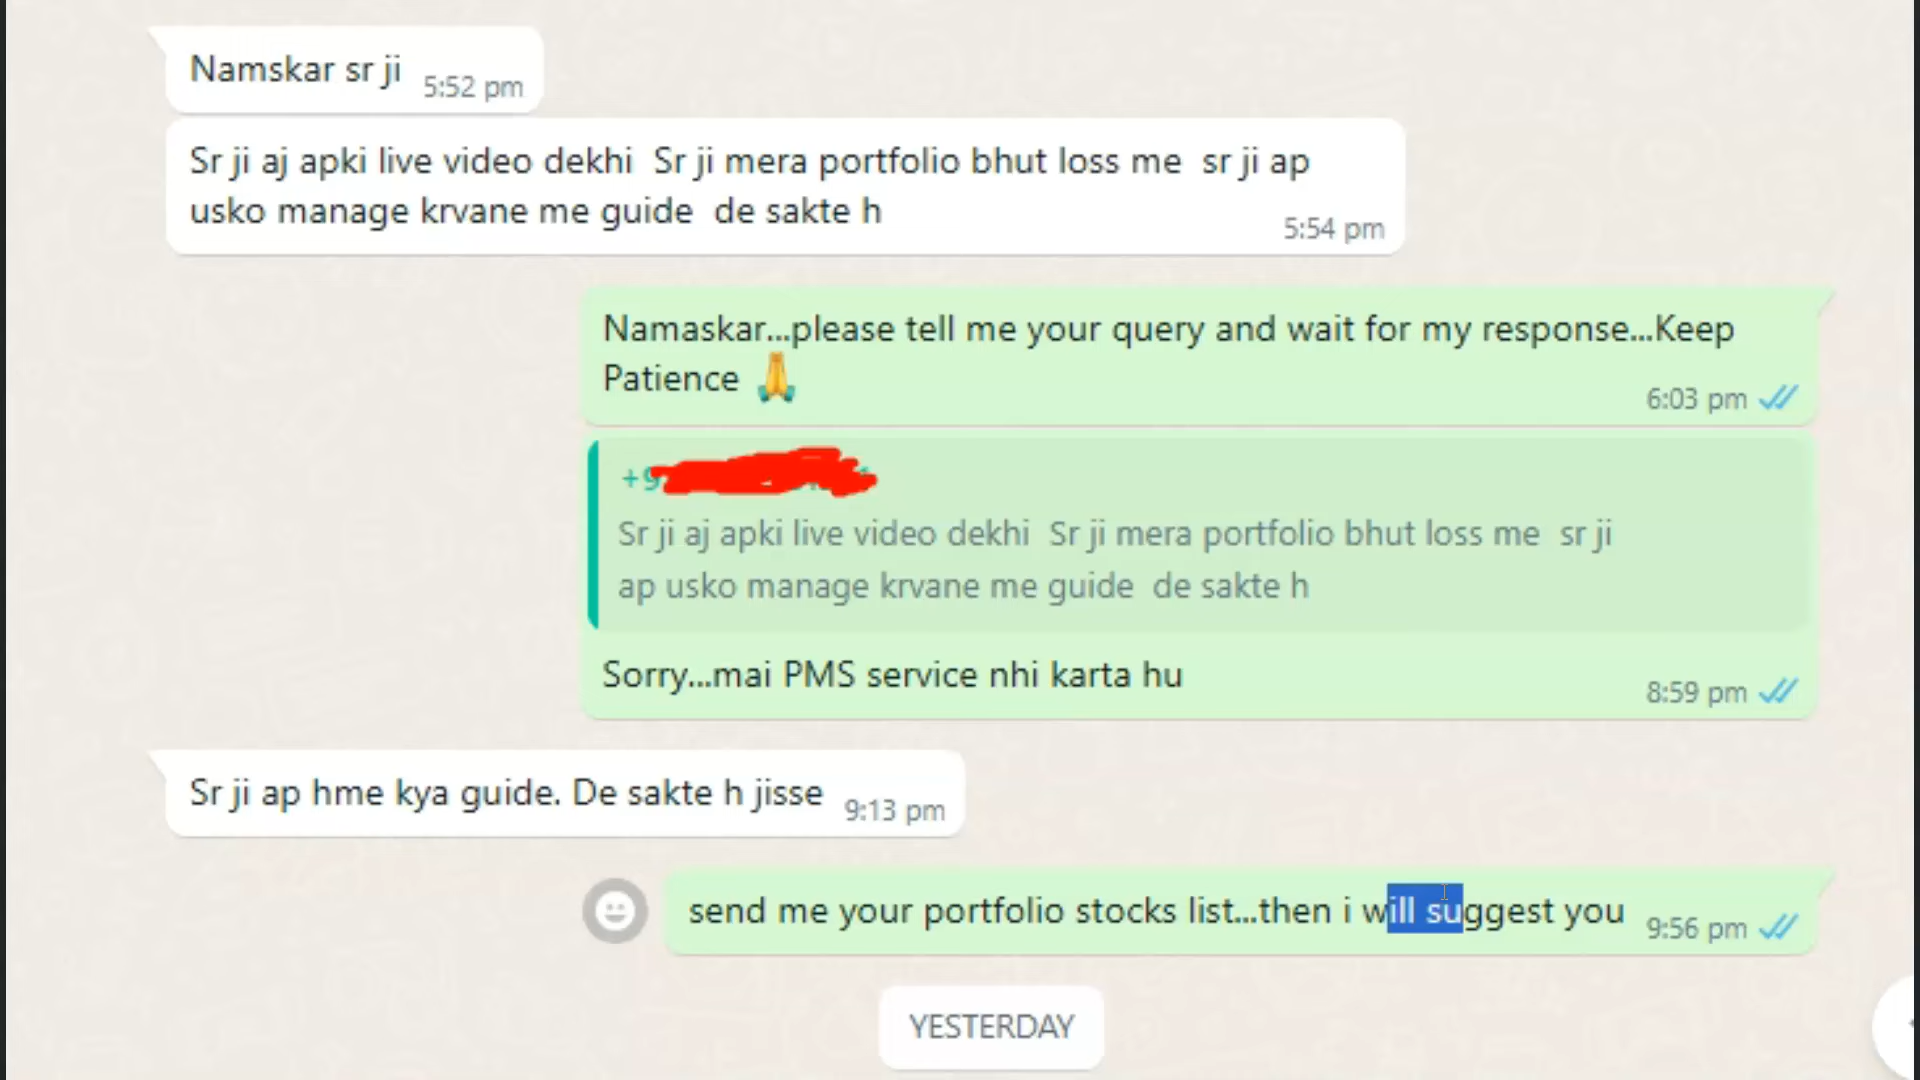 Namskar sr ji 5:52 pm
Sr ji aj apki live video dekhi Sr ji mera portfolio bhut loss me sr ji ap
usko manage krvane me guide de sakte h
5:54 pm
Namaskar...please tell me your query and wait for my response...Keep
Patience 🙏
6:03 pm
+9
Sr ji aj apki live video dekhi Sr ji mera portfolio bhut loss me sr ji
ap usko manage krvane me guide de sakte h
Sorry...mai PMS service nhi karta hu
8:59 pm
Sr ji ap hme kya guide. De sakte h jisse 9:13 pm
send me your portfolio stocks list...then i will suggest you 9:56 pm
YESTERDAY